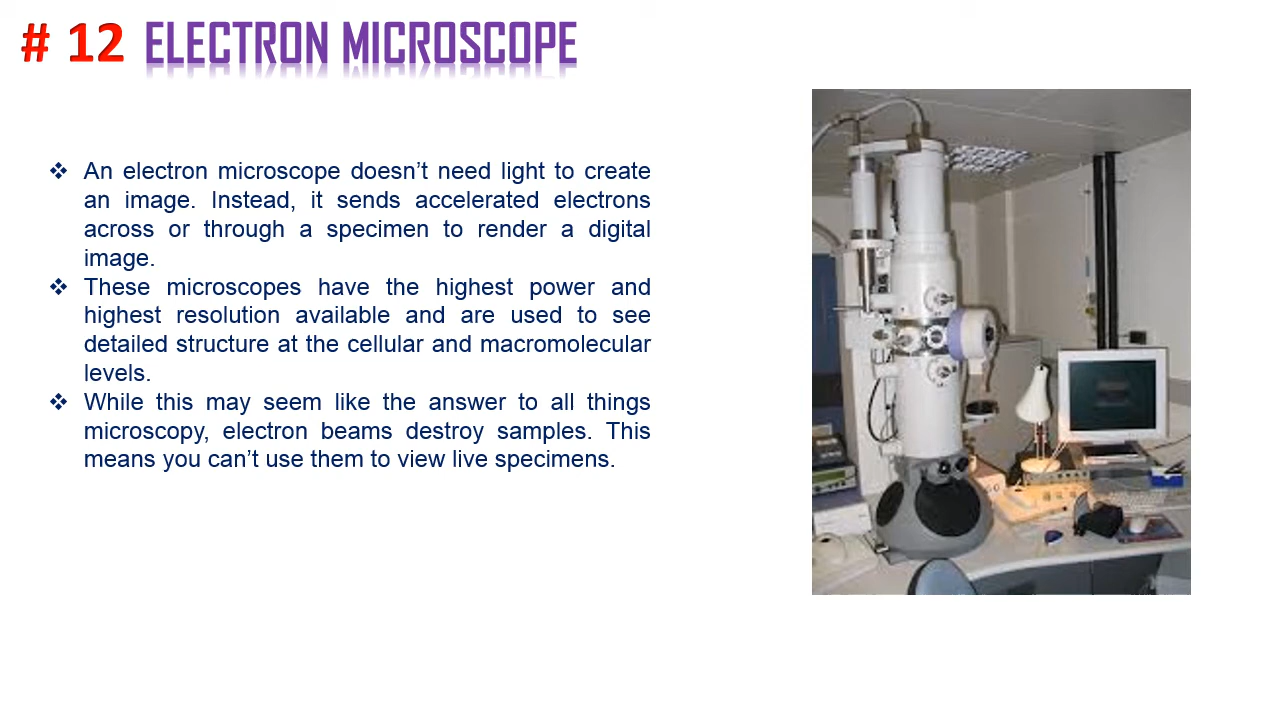 # 12 ELECTRON MICROSCOPE
❖ An electron microscope doesn’t need light to create
an image. Instead, it sends accelerated electrons
across or through a specimen to render a digital
image.
❖ These microscopes have the highest power and
highest resolution available and are used to see
detailed structure at the cellular and macromolecular
levels.
❖ While this may seem like the answer to all things
microscopy, electron beams destroy samples. This
means you can’t use them to view live specimens.